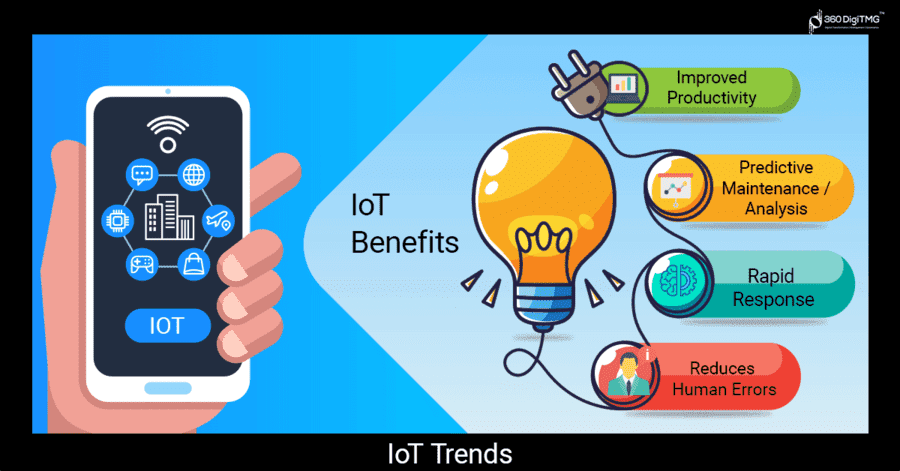 360DigiTMG
IOT
IoT
Benefits
Improved
Productivity
Predictive
Maintenance /
Analysis
Rapid
Response
Reduces
Human Errors
IoT Trends